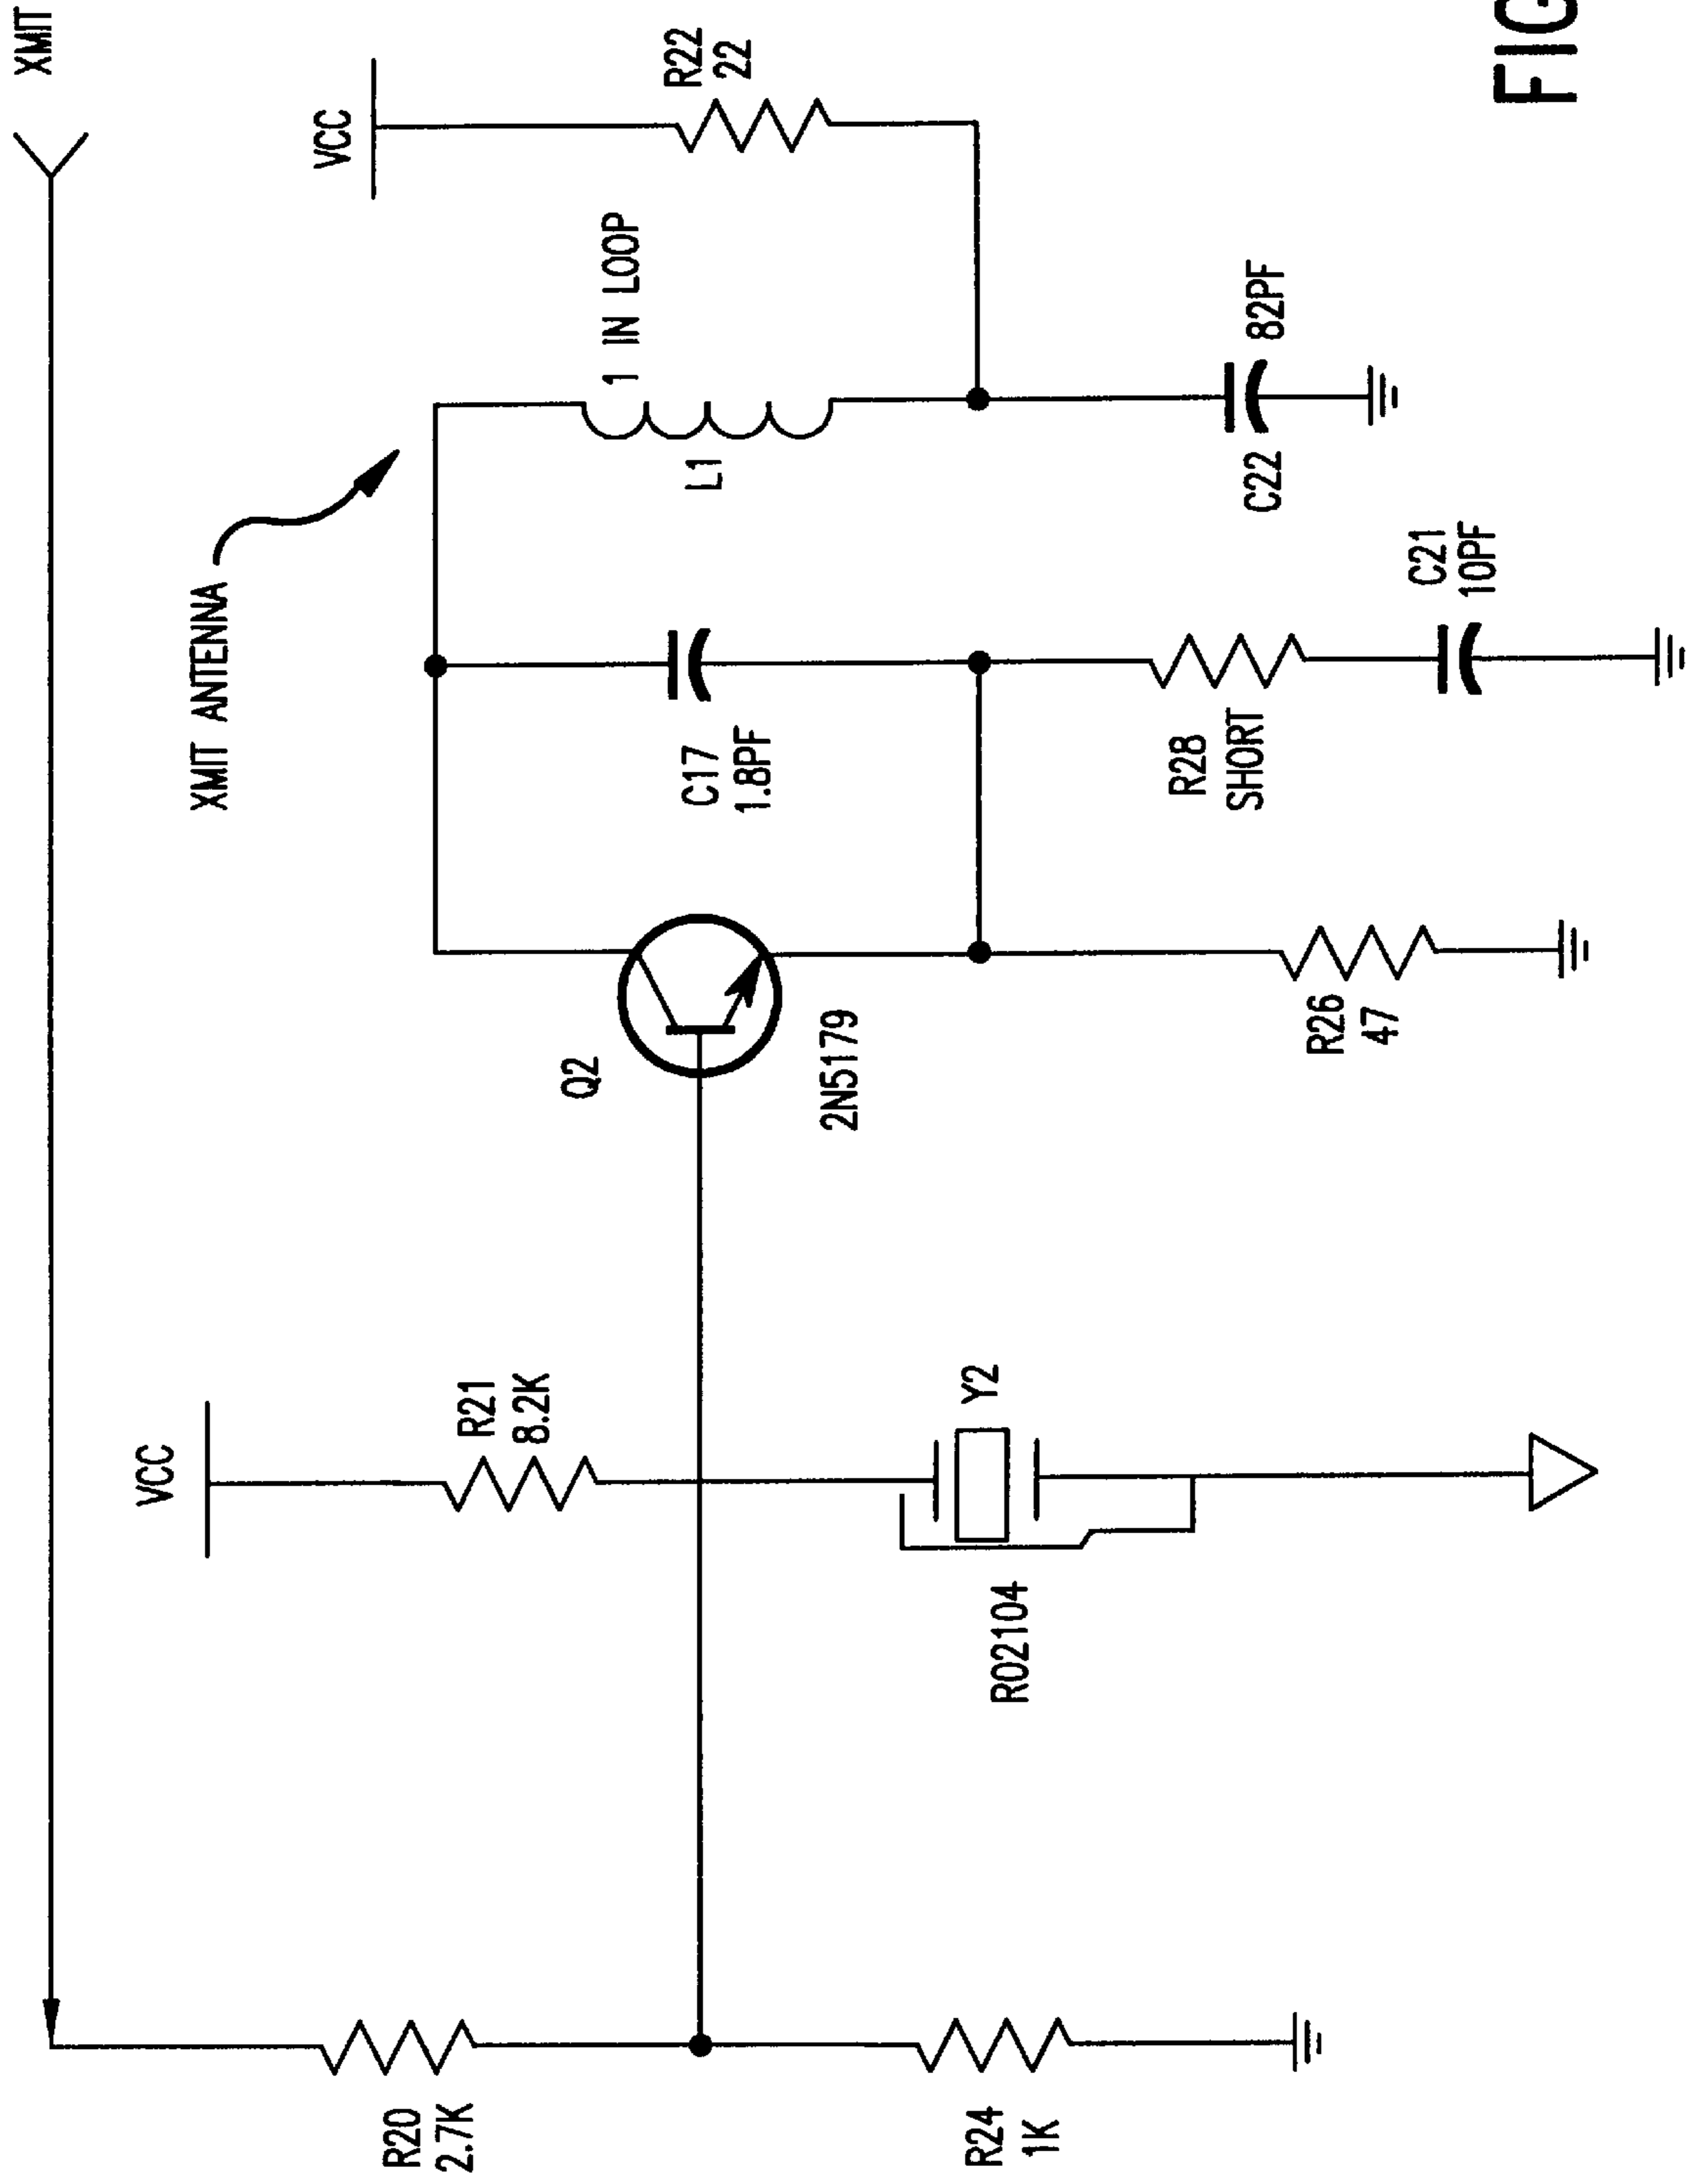 XMIT
XMIT ANTENNA
VCC
R22
22
1 IN LOOP
L1
C22
82PF
C17
1.8PF
R28
SHORT
C21
10PF
Q2
2N5179
R26
47
VCC
R21
8.2K
Y2
RO2104
R20
2.7K
R24
1K
FIG